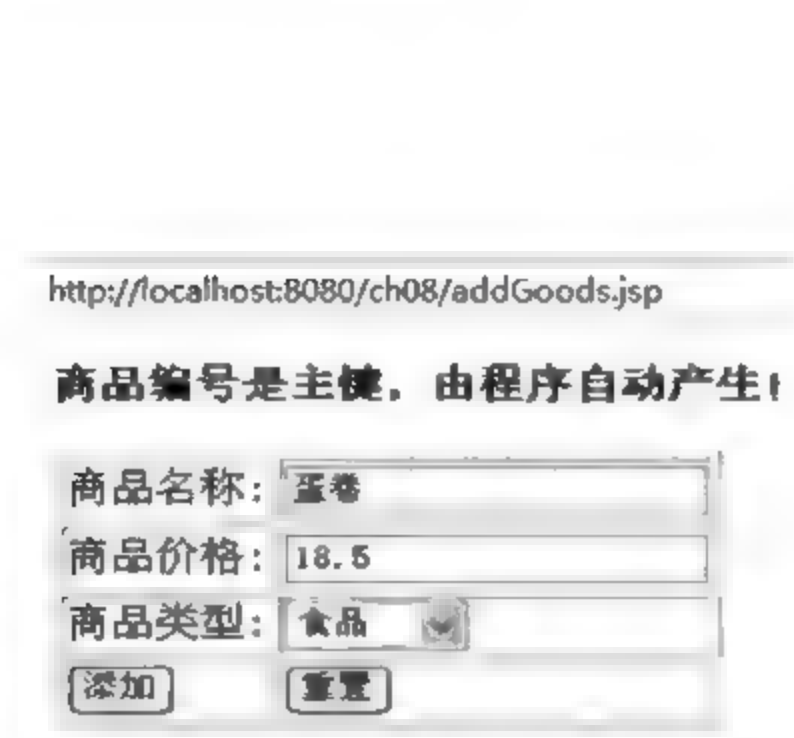 http://localhost:8080/ch08/addGoods.jsp
商品编号是主键，由程序自动产生！
商品名称：蛋卷
商品价格：18.5
商品类型：食品
添加 重置